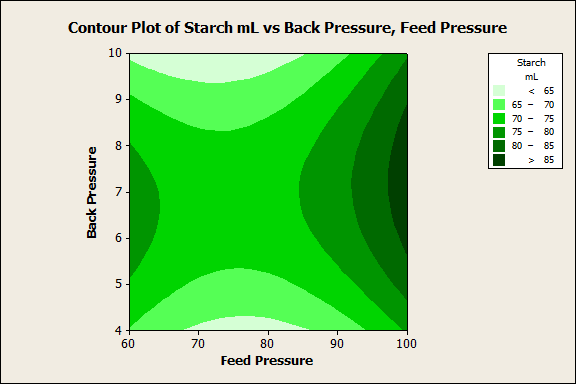 Contour Plot of Starch mL vs Back Pressure, Feed Pressure
Back Pressure
10
9
8
7
6
5
4
60 70 80 90 100
Feed Pressure
Starch
mL
< 65
65 – 70
70 – 75
75 – 80
80 – 85
> 85